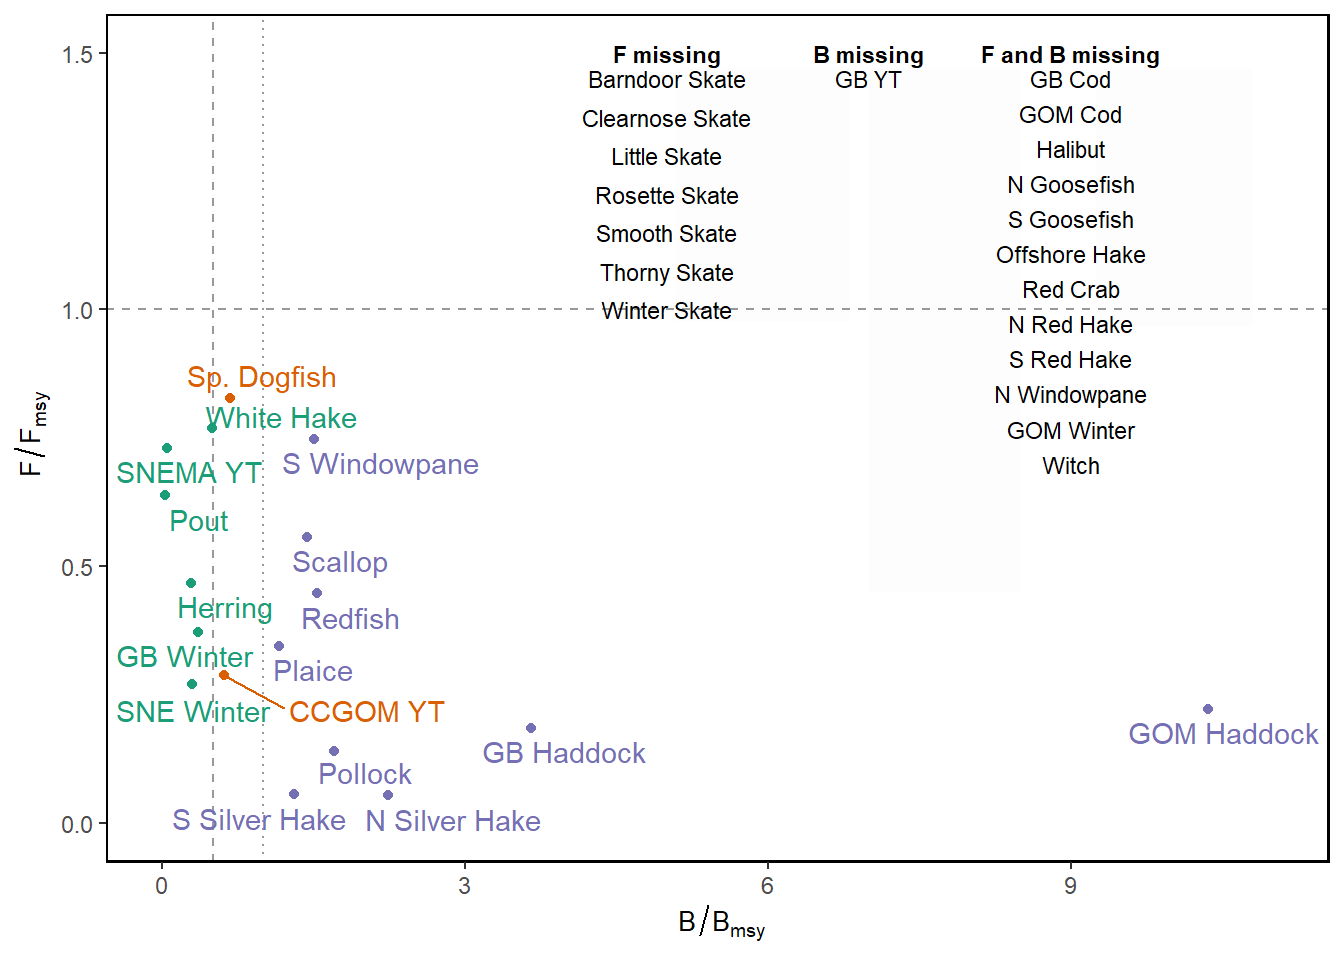 1.5
1.0
0.5
0.0
F/Fmsy
F missing
Barndoor Skate
Clearnose Skate
Little Skate
Rosette Skate
Smooth Skate
Thorny Skate
Winter Skate
B missing
GB YT
F and B missing
GB Cod
GOM Cod
Halibut
N Goosefish
S Goosefish
Offshore Hake
Red Crab
N Red Hake
S Red Hake
N Windowpane
GOM Winter
Witch
Sp. Dogfish
White Hake
S Windowpane
SNEMA YT
Pout
Scallop
Herring
Redfish
GB Winter
Plaice
SNE Winter
CCGOM YT
GOM Haddock
GB Haddock
Pollock
S Silver Hake
N Silver Hake
0
3
6
9
B/Bmsy